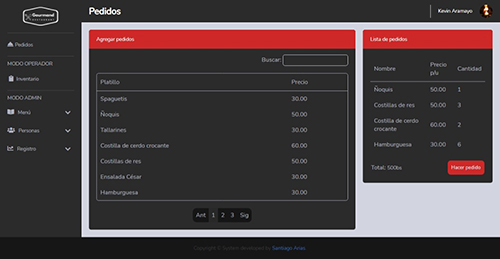 Gourmand
Pedidos
MODO OPERADOR
Inventario
MODO ADMIN
Menú
Personas
Registro
Pedidos
Kevin Aramayo
Agregar pedidos
Buscar:
Platillo Precio
Spaguetis 30.00
Ñoquis 50.00
Tallarines 30.00
Costilla de cerdo crocante 60.00
Costillas de res 50.00
Ensalada César 30.00
Hamburguesa 30.00
Ant 1 2 3 Sig
Lista de pedidos
Nombre Precio p/u Cantidad
Ñoquis 50.00 1
Costillas de res 50.00 3
Costilla de cerdo crocante 60.00 2
Hamburguesa 30.00 6
Total: 500bs Hacer pedido
Copyright © System developed by Santiago Arias